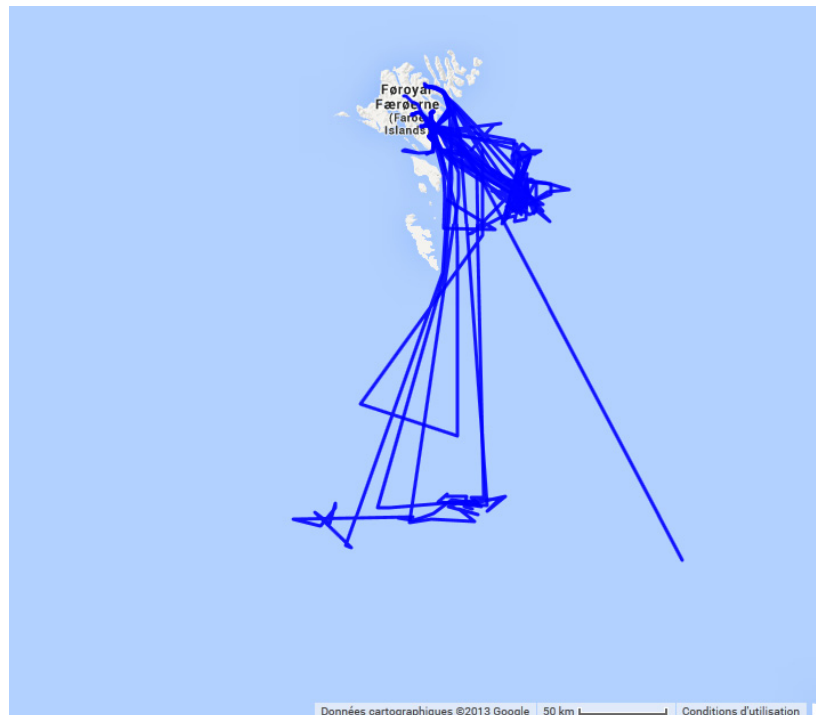 Føroyar
Færøerne
(Faroe
Islands)
Données cartographiques ©2013 Google 50 km Conditions d'utilisation